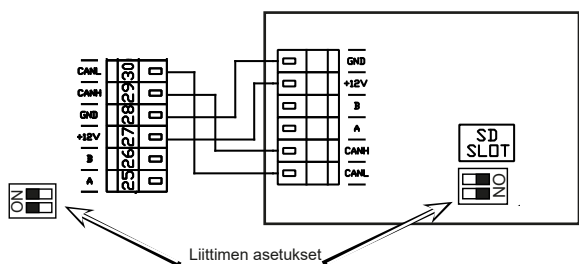 CANL 30
CANH 29
GND 28
+12V 27
B 26
A 25
GND
+12V
B
A
CANH
CANL
SD
SLOT
ON
ON
Liittimen asetukset